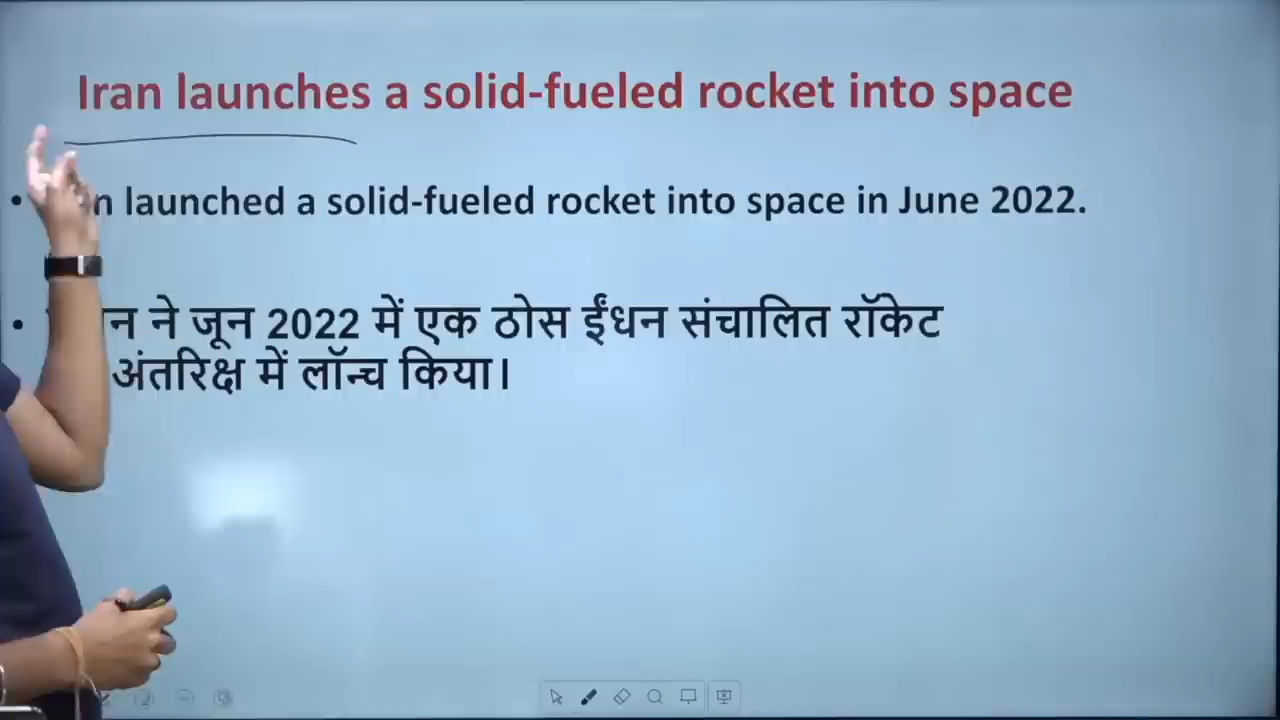 Iran launches a solid-fueled rocket into space
• launched a solid-fueled rocket into space in June 2022.
• ने जून 2022 में एक ठोस ईंधन संचालित रॉकेट
अंतरिक्ष में लॉन्च किया।